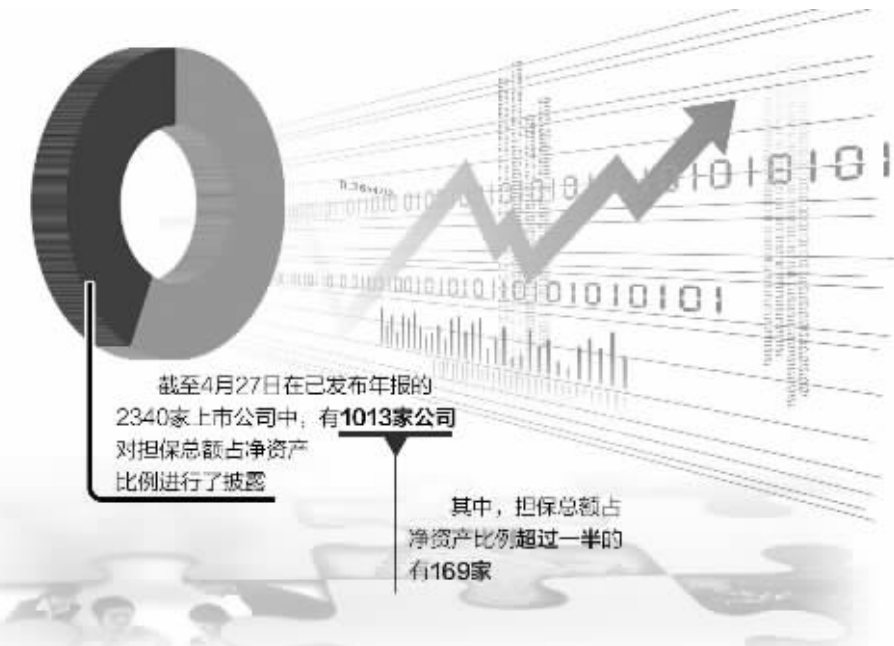 截至4月27日在已发布年报的
2340家上市公司中，有1013家公司
对担保总额占净资产
比例进行了披露
其中，担保总额占
净资产比例超过一半的
有169家